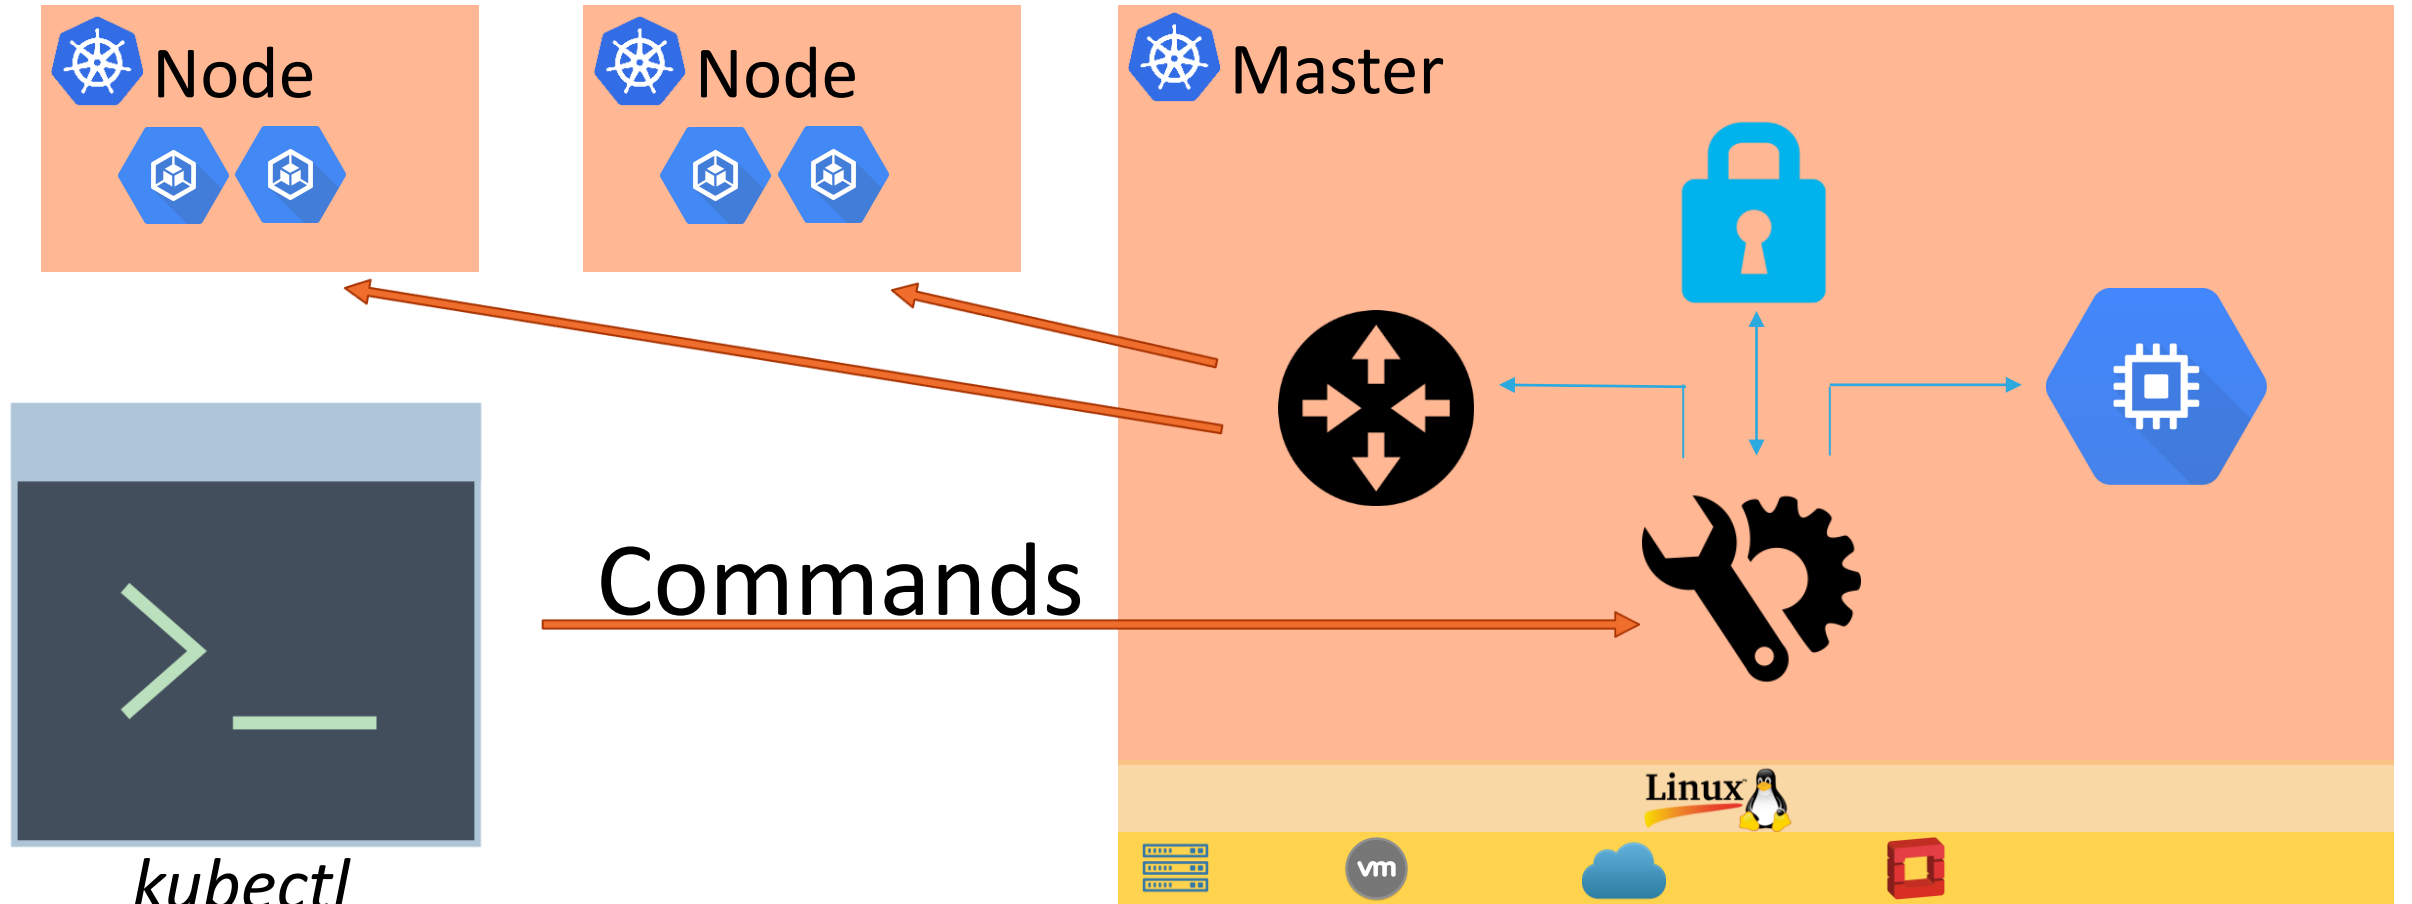 Node
Node
Master
Commands
Linux
vm
kubectl